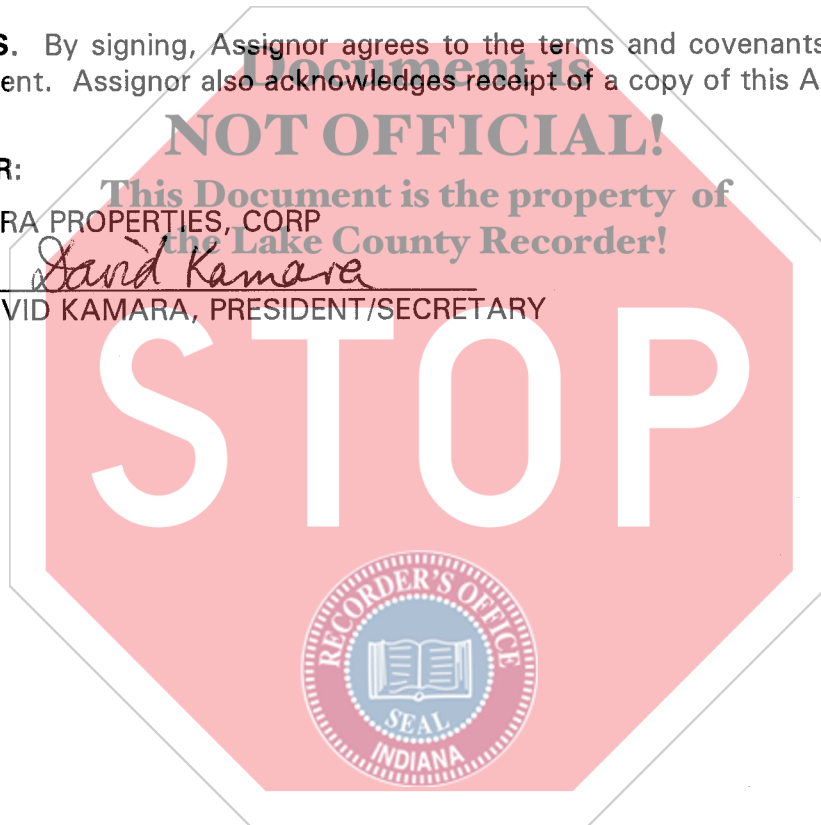 S. By signing, Assignor agrees to the terms and covenants
Document is
ent. Assignor also acknowledges receipt of a copy of this A
NOT OFFICIAL!
R:
This Document is the property of
RA PROPERTIES, CORP
the Lake County Recorder!
David Kamara
VID KAMARA, PRESIDENT/SECRETARY
STOP
RECORDER'S OFFICE
SEAL
INDIANA